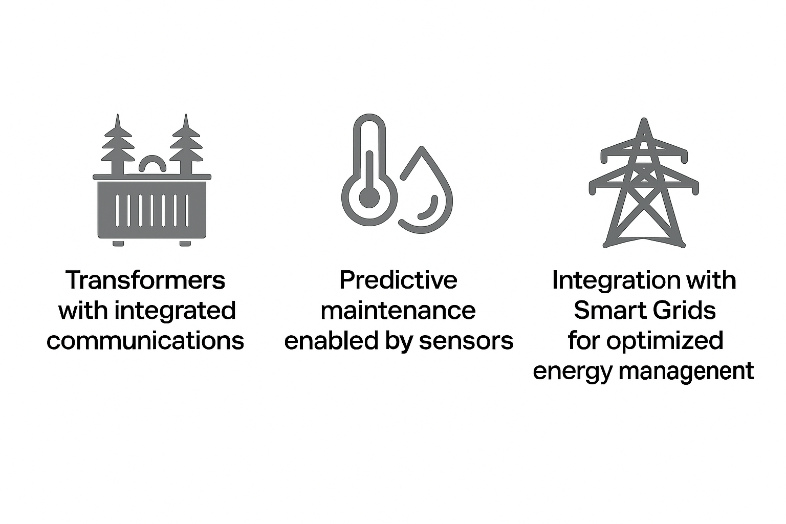 Transformers
with integrated
communications
Predictive
maintenance
enabled by sensors
Integration with
Smart Grids
for optimized
energy managenent